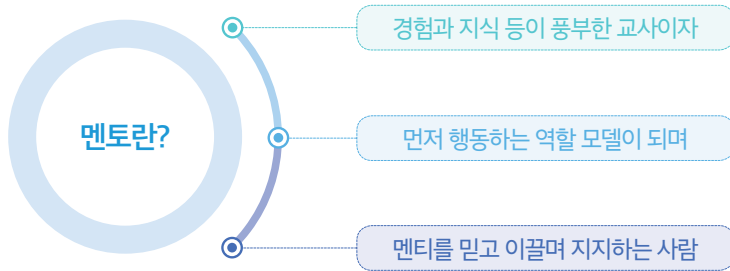 멘토란?
경험과 지식 등이 풍부한 교사이자
먼저 행동하는 역할 모델이 되며
멘티를 믿고 이끌며 지지하는 사람